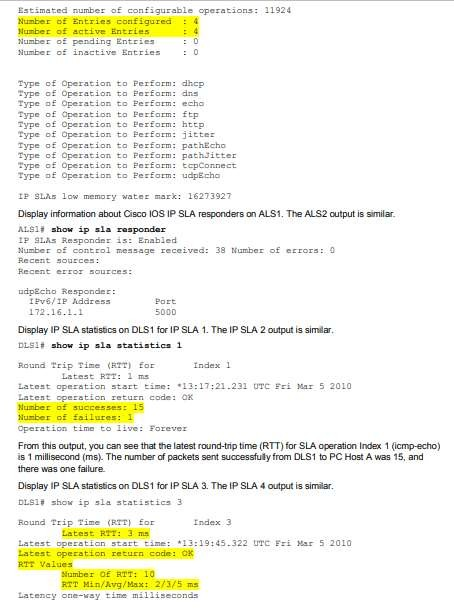 Estimated number of configurable operations: 11924
Number of Entries configured : 4
Number of active Entries : 4
Number of pending Entries : 0
Number of inactive Entries : 0
Type of Operation to Perform: dhcp
Type of Operation to Perform: dns
Type of Operation to Perform: echo
Type of Operation to Perform: ftp
Type of Operation to Perform: http
Type of Operation to Perform: jitter
Type of Operation to Perform: pathEcho
Type of Operation to Perform: pathJitter
Type of Operation to Perform: tcpConnect
Type of Operation to Perform: udpEcho
IP SLAs low memory water mark: 16273927
Display information about Cisco IOS IP SLA responders on ALS1. The ALS2 output is similar.
ALS1# show ip sla responder
IP SLAs Responder is: Enabled
Number of control message received: 38 Number of errors: 0
Recent sources:
Recent error sources:
udpEcho Responder:
IPv6/IP Address Port
172.16.1.1 5000
Display IP SLA statistics on DLS1 for IP SLA 1. The IP SLA 2 output is similar.
DLS1# show ip sla statistics 1
Round Trip Time (RTT) for Index 1
Latest RTT: 1 ms
Latest operation start time: *13:17:21.231 UTC Fri Mar 5 2010
Latest operation return code: OK
Number of successes: 15
Number of failures: 1
Operation time to live: Forever
From this output, you can see that the latest round-trip time (RTT) for SLA operation Index 1 (icmp-echo)
is 1 millisecond (ms). The number of packets sent successfully from DLS1 to PC Host A was 15, and
there was one failure.
Display IP SLA statistics on DLS1 for IP SLA 3. The IP SLA 4 output is similar.
DLS1# show ip sla statistics 3
Round Trip Time (RTT) for Index 3
Latest RTT: 3 ms
Latest operation start time: *13:19:45.322 UTC Fri Mar 5 2010
Latest operation return code: OK
RTT Values
Number Of RTT: 10
RTT Min/Avg/Max: 2/3/5 ms
Latency one-way time milliseconds